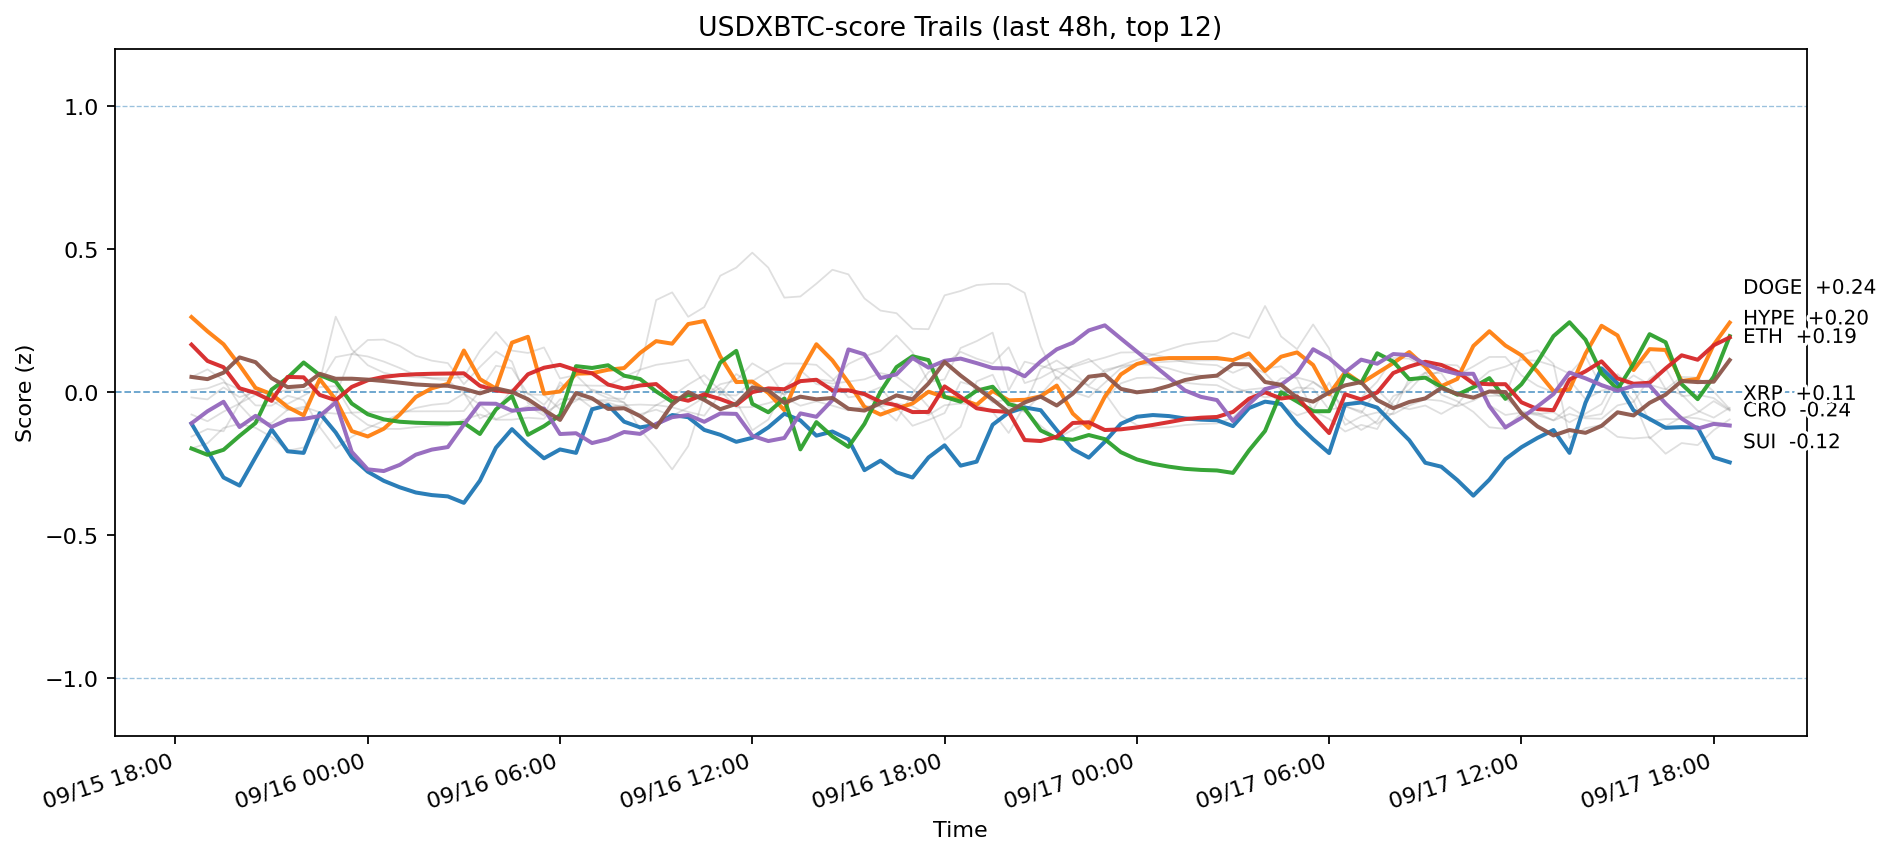 USDXBTC-score Trails (last 48h, top 12)
1.0
0.5
0.0
−0.5
−1.0
Score (z)
DOGE +0.24
HYPE +0.20
ETH +0.19
XRP +0.11
CRO -0.24
SUI -0.12
09/15 18:00
09/16 00:00
09/16 06:00
09/16 12:00
09/16 18:00
09/17 00:00
09/17 06:00
09/17 12:00
09/17 18:00
Time